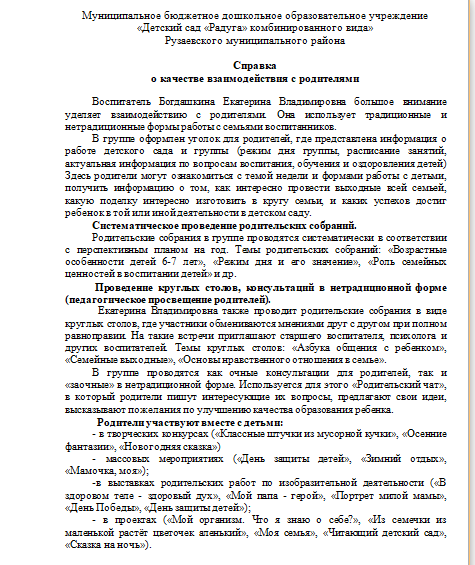 Муниципальное бюджетное дошкольное образовательное учреждение
«Детский сад «Радуга» комбинированного вида»
Рузаевского муниципального района
Справка
о качестве взаимодействия с родителями
Воспитатель Богдашкина Екатерина Владимировна большое внимание
уделяет взаимодействию с родителями. Она использует традиционные и
нетрадиционные формы работы с семьями воспитанников.
В группе оформлен уголок для родителей, где представлена информация о
работе детского сада и группы (режим дня группы, расписание занятий,
актуальная информация по вопросам воспитания, обучения и оздоровления детей)
Здесь родители могут ознакомиться с темой недели и формами работы с детьми,
получить информацию о том, как интересно провести выходные всей семьей,
какую поделку интересно изготовить в кругу семьи, и каких успехов достиг
ребенок в той или иной деятельности в детском саду.
Систематическое проведение родительских собраний.
Родительские собрания в группе проводятся систематически в соответствии
с перспективным планом на год. Темы родительских собраний: «Возрастные
особенности детей 6-7 лет», «Режим дня и его значение», «Роль семейных
ценностей в воспитании детей» и др.
Проведение круглых столов, консультаций в нетрадиционной форме
(педагогическое просвещение родителей).
Екатерина Владимировна также проводит родительские собрания в виде
круглых столов, где участники обмениваются мнениями друг с другом при полном
равноправии. На такие встречи приглашают старшего воспитателя, психолога и
других воспитателей. Темы круглых столов: «Азбука общения с ребенком»,
«Семейные выходные», «Основы нравственного отношения в семье».
В группе проводятся как очные консультации для родителей, так и
«заочные» в нетрадиционной форме. Используется для этого «Родительский чат»,
в который родители пишут интересующие их вопросы, предлагают свои идеи,
высказывают пожелания по улучшению качества образования ребенка.
Родители участвуют вместе с детьми:
- в творческих конкурсах («Классные штучки из мусорной кучки», «Осенние
фантазии», «Новогодняя сказка»)
- массовых мероприятиях («День защиты детей», «Зимний отдых»,
«Мамочка, моя»);
-в выставках родительских работ по изобразительной деятельности («В
здоровом теле - здоровый дух», «Мой папа - герой», «Портрет милой мамы»,
«День Победы», «День защиты детей»);
- в проектах («Мой организм. Что я знаю о себе?», «Из семечки из
маленькой растёт цветочек аленький», «Моя семья», «Читающий детский сад»,
«Сказка на ночь»).